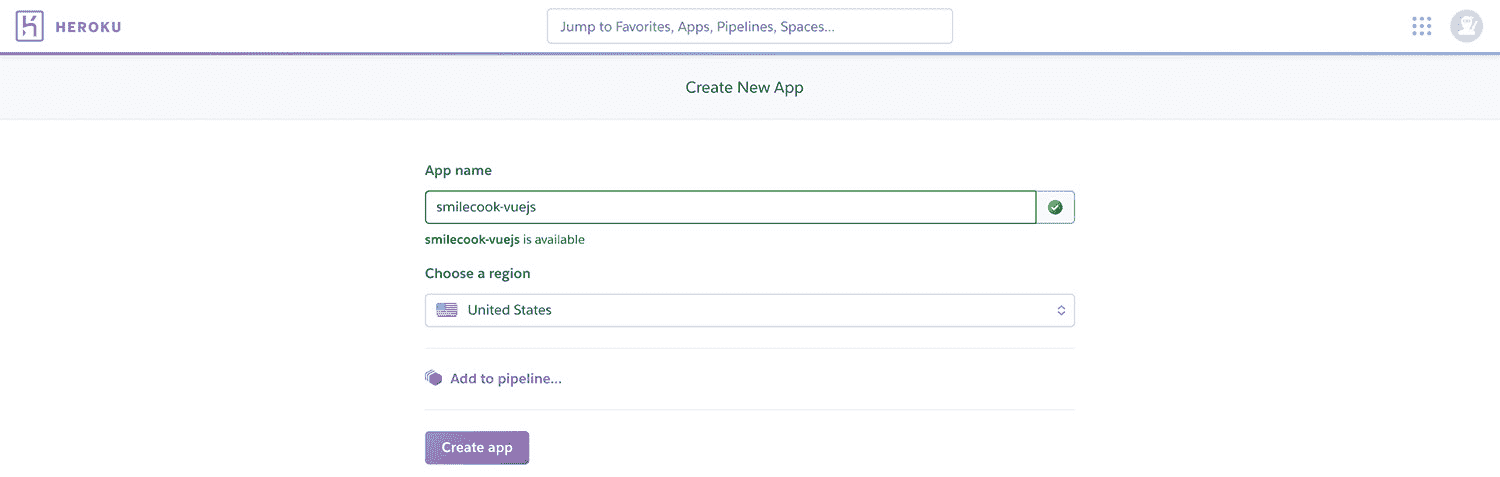 HEROKU
Jump to Favorites, Apps, Pipelines, Spaces...
Create New App
App name
smilecook-vuejs
smilecook-vuejs is available
Choose a region
United States
Add to pipeline...
Create app